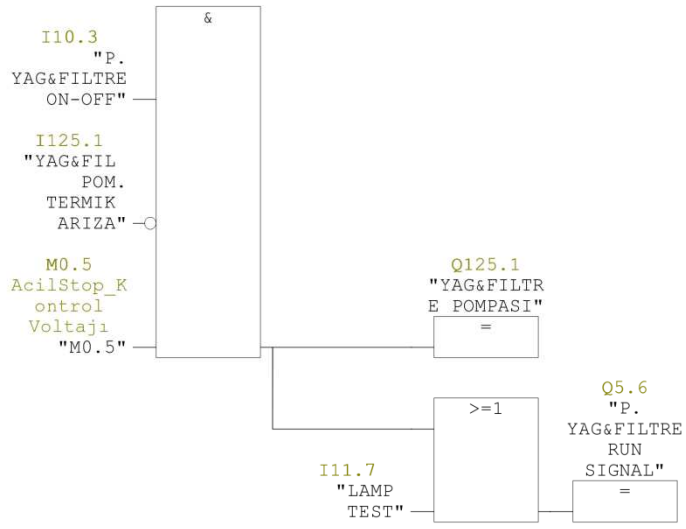 &
I10.3
"P.
YAG&FILTRE
ON-OFF"
I125.1
"YAG&FIL
POM.
TERMIK
ARIZA"
M0.5
AcilStop_K
ontrol
Voltajı
"M0.5"
Q125.1
"YAG&FILTR
E POMPASI"
=
>=1
I11.7
"LAMP
TEST"
Q5.6
"P.
YAG&FILTRE
RUN
SIGNAL"
=